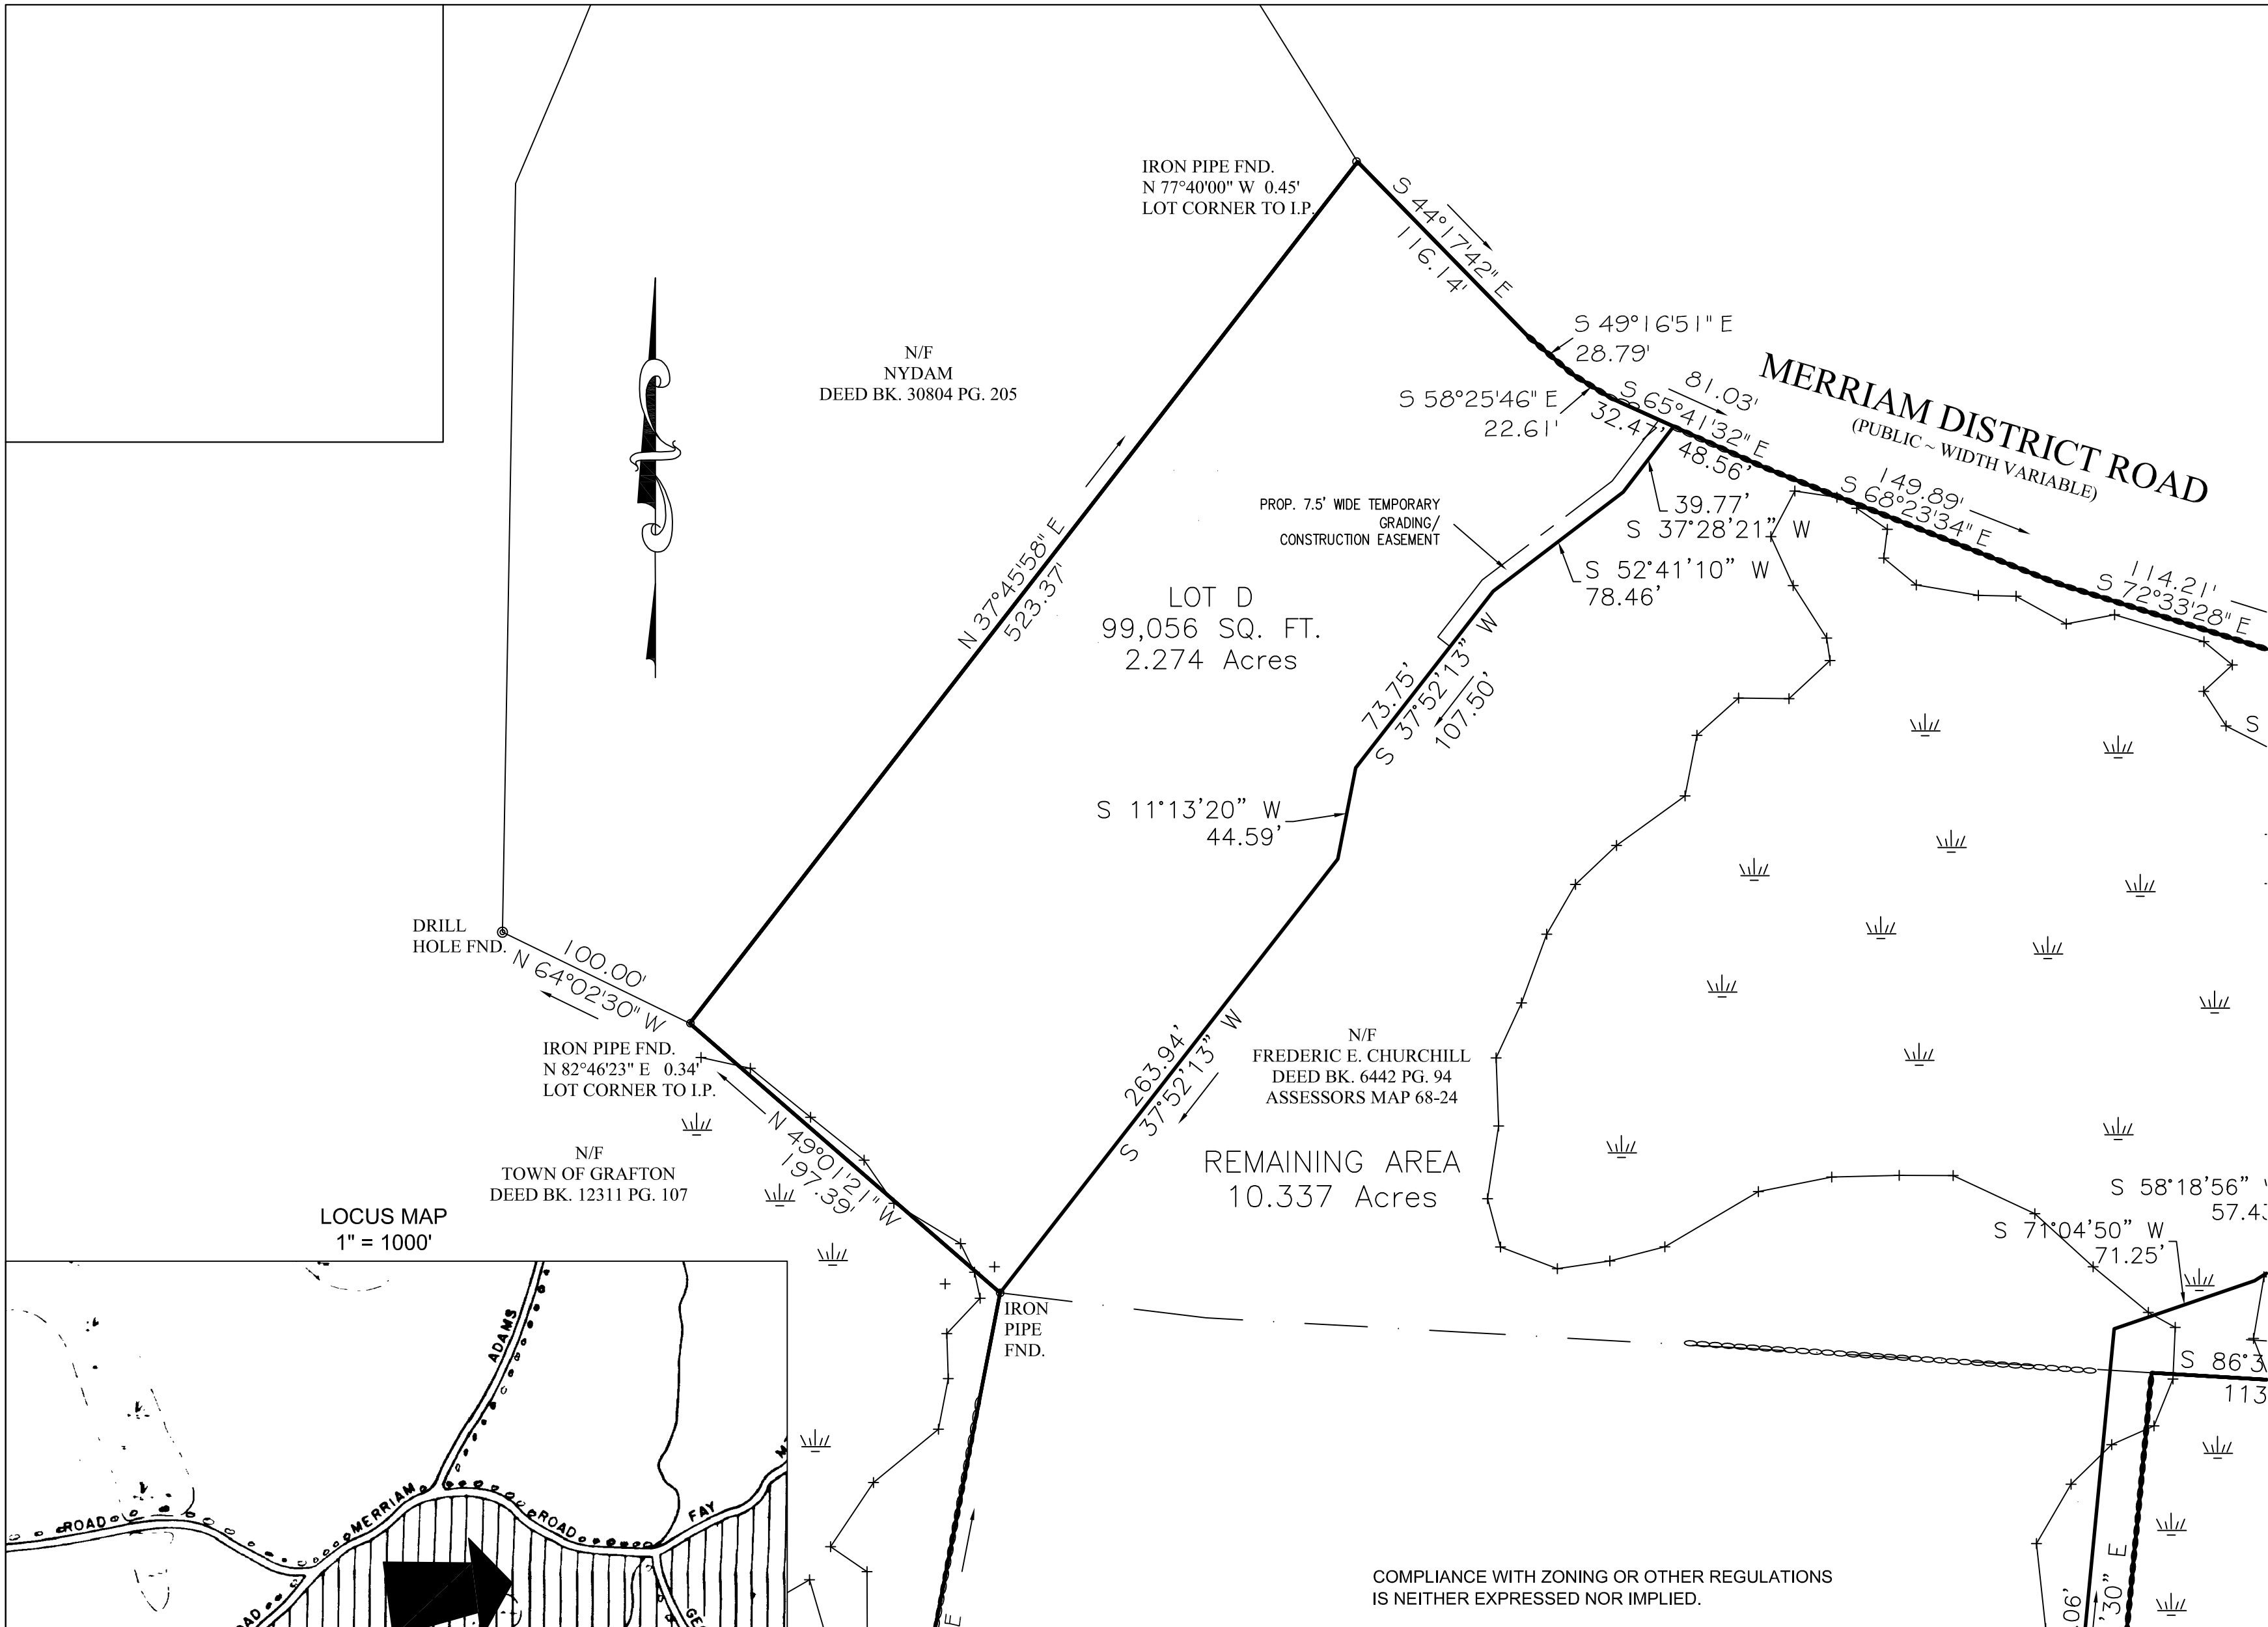 IRON PIPE FND.
N 77°40'00" W 0.45'
LOT CORNER TO I.P.
S 44°17'42" E
116.14'
N/F
NYDAM
DEED BK. 30804 PG. 205
S 49°16'51" E
28.79'
S 58°25'46" E
22.61'
81.03'
S 65°41'32" E
32.47'
48.56'
MERRIAM DISTRICT ROAD
(PUBLIC ~ WIDTH VARIABLE)
149.89'
S 68°23'34" E
114.21'
S 72°33'28" E
39.77'
S 37°28'21" W
PROP. 7.5' WIDE TEMPORARY
GRADING/
CONSTRUCTION EASEMENT
S 52°41'10" W
78.46'
N 37°45'58" E
523.37'
LOT D
99,056 SQ. FT.
2.274 Acres
73.75'
S 37°52'13" W
107.50'
S
S 11°13'20" W
44.59'
DRILL
HOLE FND.
100.00'
N 64°02'30" W
IRON PIPE FND.
N 82°46'23" E 0.34'
LOT CORNER TO I.P.
263.94'
S 37°52'13" W
N/F
FREDERIC E. CHURCHILL
DEED BK. 6442 PG. 94
ASSESSORS MAP 68-24
N 49°01'21" W
197.39'
N/F
TOWN OF GRAFTON
DEED BK. 12311 PG. 107
REMAINING AREA
10.337 Acres
S 58°18'56"
57.43
S 71°04'50" W
71.25'
LOCUS MAP
1" = 1000'
IRON
PIPE
FND.
S 86°3
113
ADAMS
MERRIAM
ROAD
ROAD
FAY
COMPLIANCE WITH ZONING OR OTHER REGULATIONS
IS NEITHER EXPRESSED NOR IMPLIED.
E
.06'
'30" E